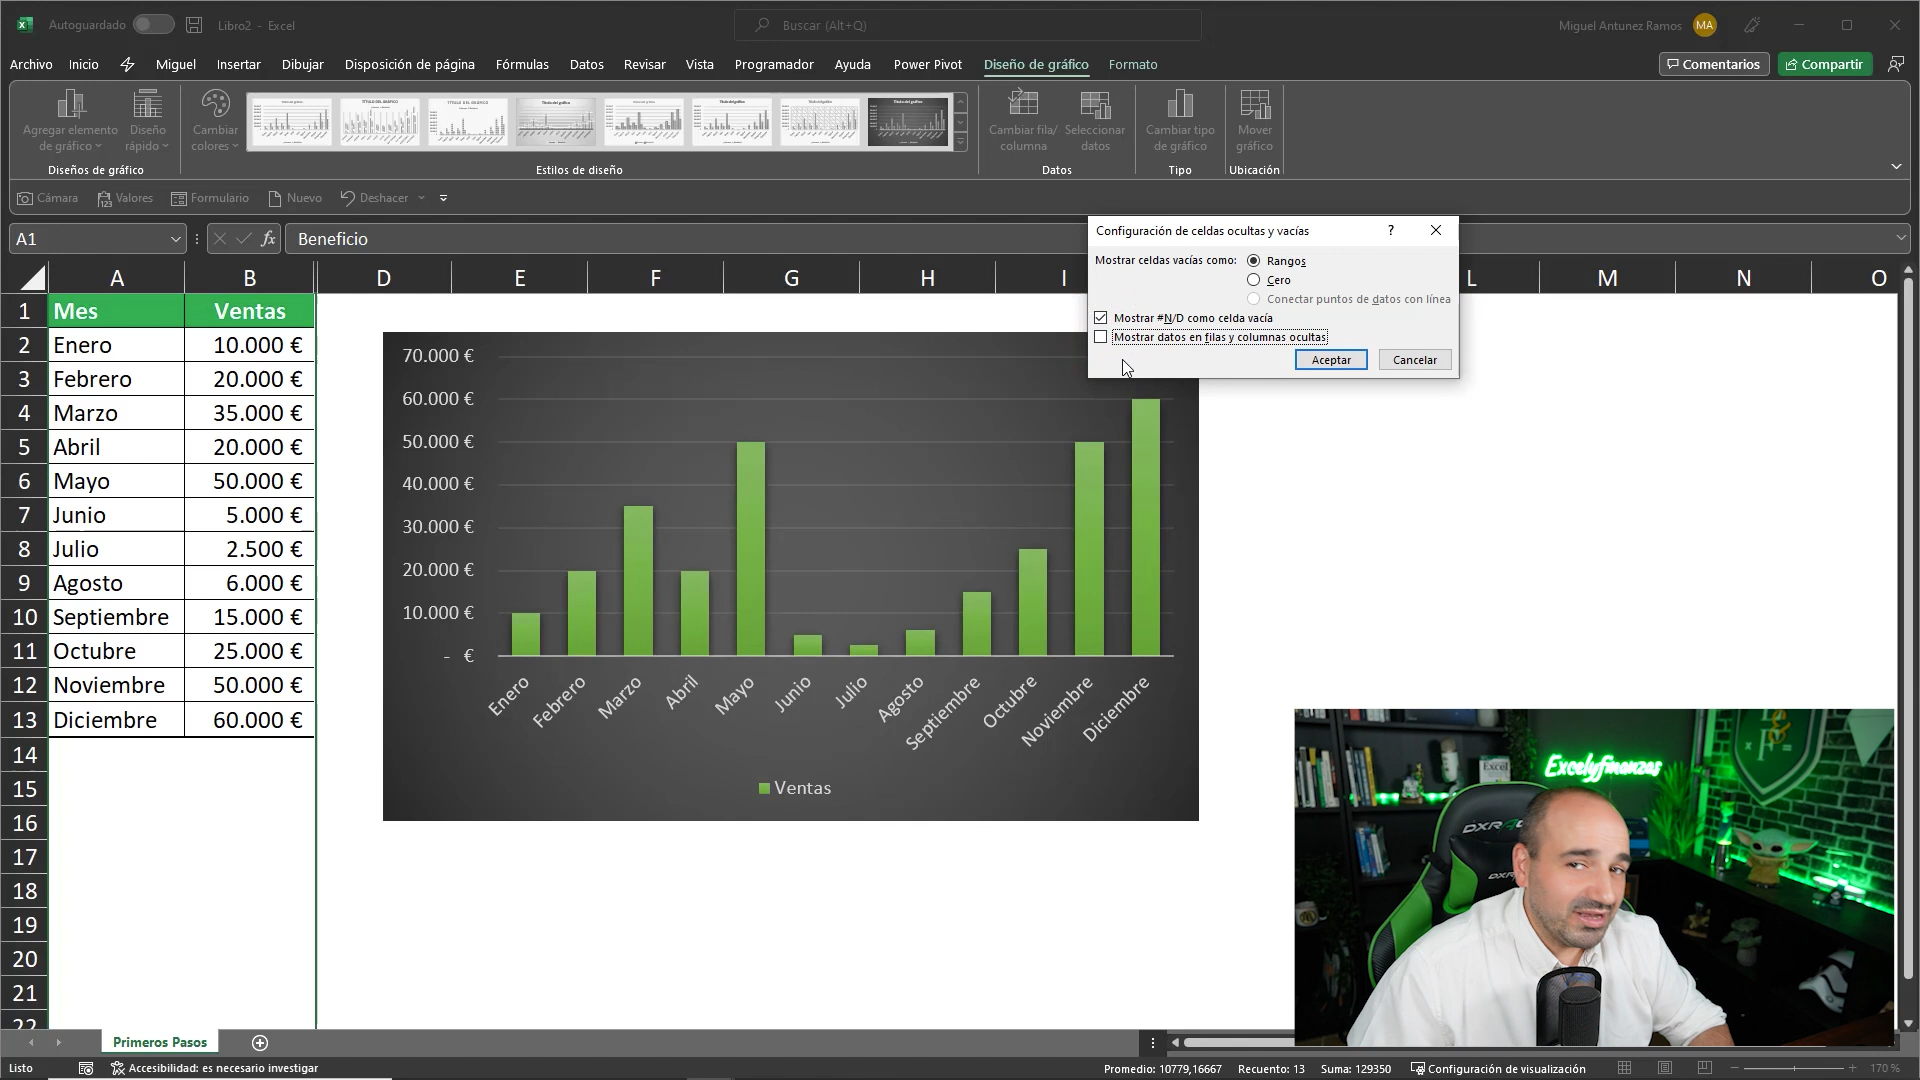 Autoguardado
Libro2 - Excel
Buscar (Alt+Q)
Miguel Antunez Ramos
MA
Archivo Inicio Miguel Insertar Dibujar Disposición de página Fórmulas Datos Revisar Vista Programador Ayuda Power Pivot Diseño de gráfico Formato
Comentarios
Compartir
Agregar elemento de gráfico
Diseño rápido
Cambiar colores
Cambiar fila/ columna
Seleccionar datos
Cambiar tipo de gráfico
Mover gráfico
Diseños de gráfico
Estilos de diseño
Datos
Tipo
Ubicación
Cámara Valores Formulario Nuevo Deshacer
A1
fx
Beneficio
Configuración de celdas ocultas y vacías
?
Mostrar celdas vacías como:
Rangos
Cero
Conectar puntos de datos con línea
Mostrar #N/D como celda vacía
Mostrar datos en filas y columnas ocultas
Aceptar
Cancelar
A B D E F G H I L M N O
1 Mes Ventas
2 Enero 10.000 €
3 Febrero 20.000 €
4 Marzo 35.000 €
5 Abril 20.000 €
6 Mayo 50.000 €
7 Junio 5.000 €
8 Julio 2.500 €
9 Agosto 6.000 €
10 Septiembre 15.000 €
11 Octubre 25.000 €
12 Noviembre 50.000 €
13 Diciembre 60.000 €
14
15
16
17
18
19
20
21
22
70.000 €
60.000 €
50.000 €
40.000 €
30.000 €
20.000 €
10.000 €
- €
Enero Febrero Marzo Abril Mayo Junio Julio Agosto Septiembre Octubre Noviembre Diciembre
Ventas
Excelyfinanzas
Excel
Primeros Pasos
Listo
Accesibilidad: es necesario investigar
Promedio: 10779,16667
Recuento: 13
Suma: 129350
Configuración de visualización
170 %